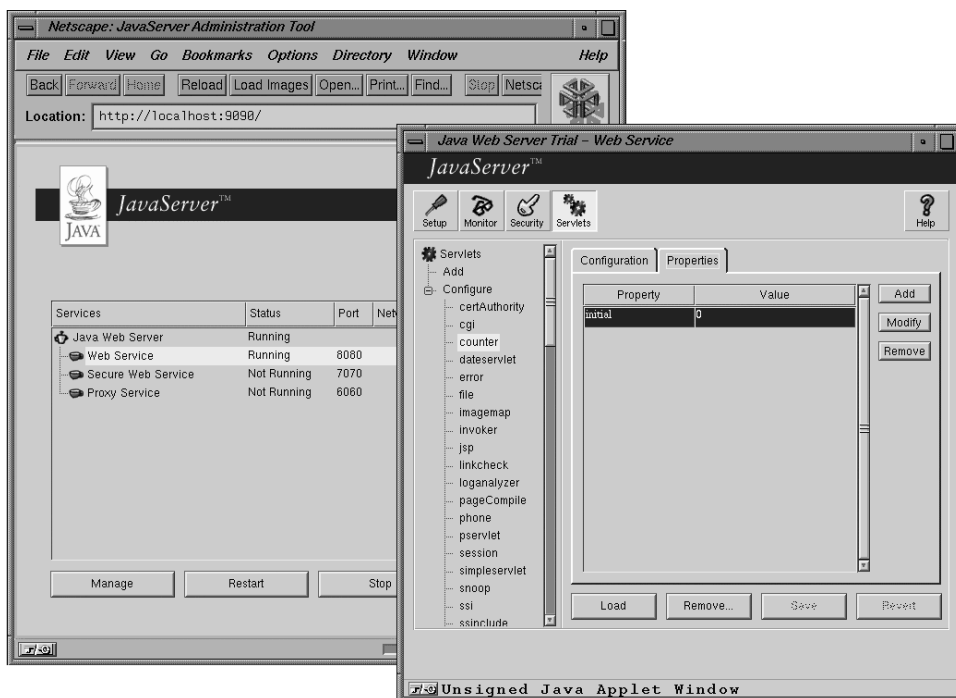 Netscape: JavaServer Administration Tool
File Edit View Go Bookmarks Options Directory Window Help
Back Forward Home Reload Load Images Open... Print... Find... Stop Netsca
Location: http://localhost:9090/
JavaServer™
JAVA
Services Status Port Net
Java Web Server Running
Web Service Running 8080
Secure Web Service Not Running 7070
Proxy Service Not Running 6060
Manage Restart Stop
Java Web Server Trial – Web Service
JavaServer™
Setup Monitor Security Servlets Help
Servlets
Add
Configure
certAuthority
cgi
counter
dateservlet
error
file
imagemap
invoker
jsp
linkcheck
loganalyzer
pageCompile
phone
pservlet
session
simpleservlet
snoop
ssi
ssinclude
Configuration Properties
Property Value
initial 0
Add
Modify
Remove
Load Remove... Save Revert
Unsigned Java Applet Window